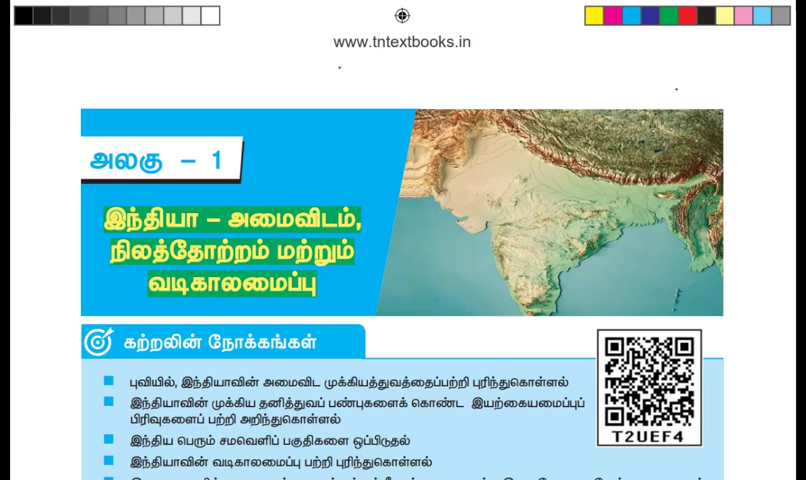 www.tntextbooks.in
அலகு – 1
இந்தியா – அமைவிடம்,
நிலத்தோற்றம் மற்றும்
வடிகாலமைப்பு
கற்றலின் நோக்கங்கள்
புவியில், இந்தியாவின் அமைவிட முக்கியத்துவத்தைப்பற்றி புரிந்துகொள்ளல்
இந்தியாவின் முக்கிய தனித்துவப் பண்புகளைக் கொண்ட இயற்கையமைப்புப்
பிரிவுகளைப் பற்றி அறிந்துகொள்ளல்
இந்திய பெரும் சமவெளிப் பகுதிகளை ஒப்பிடுதல்
இந்தியாவின் வடிகாலமைப்பு பற்றி புரிந்துகொள்ளல்
T2UEF4